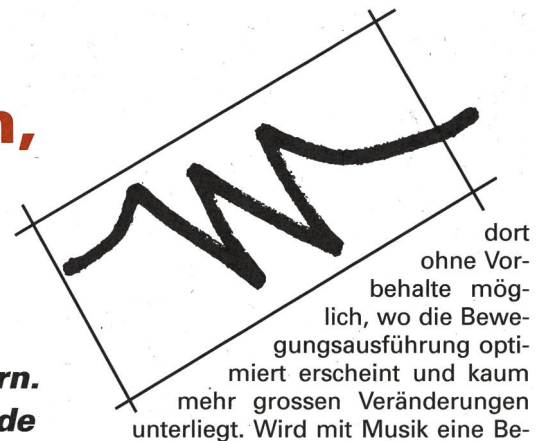 n,
rn.
de
dort
ohne Vor-
behalte mög-
lich, wo die Bewe-
gungsausführung opti-
miert erscheint und kaum
mehr grossen Veränderungen
unterliegt. Wird mit Musik eine Be-